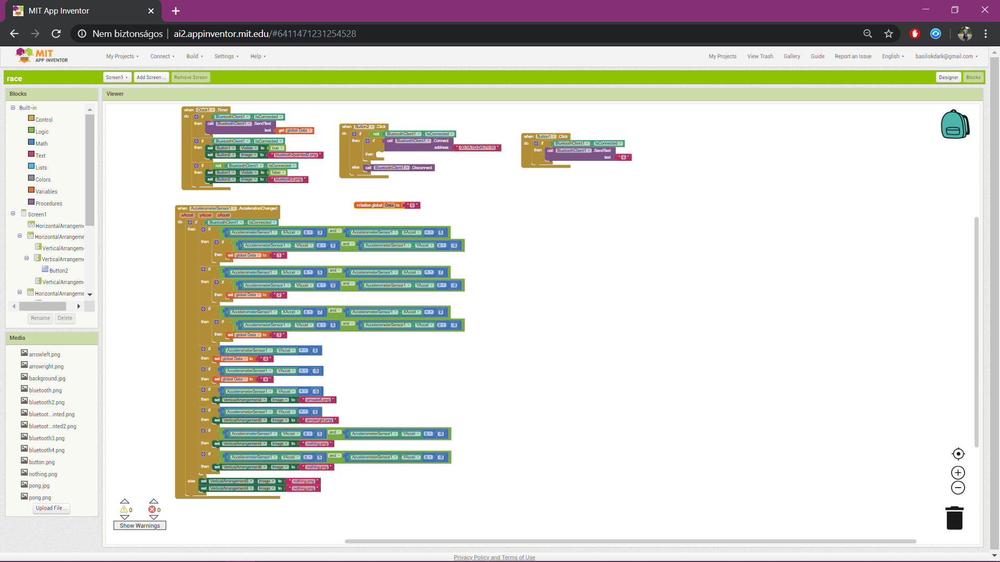 MIT App Inventor
Nem biztonságos | ai2.appinventor.mit.edu/#6411471231254528
MIT
APP INVENTOR
My Projects Connect Build Settings Help My Projects View Trash Gallery Guide Report an Issue English basiliskdark@gmail.com
race Screen1 Add Screen ... Remove Screen Designer Blocks
Blocks
Built-in
Control
Logic
Math
Text
Lists
Colors
Variables
Procedures
Screen1
HorizontalArrangeme
HorizontalArrangeme
VerticalArrangem
VerticalArrangeme
Button2
VerticalArrangem
HorizontalArrangeme
Rename Delete
Media
arrowleft.png
arrowright.png
background.jpg
bluetooth.png
bluetooth2.png
bluetoot...inted.png
bluetoot...nted2.png
bluetooth3.png
bluetooth4.png
button.png
nothing.png
pong.jpg
pong.png
Upload File ...
Viewer
when Clock1 .Timer
do if BluetoothClient1 . IsConnected
then call BluetoothClient1 .SendText
text get global Data
if BluetoothClient1 . IsConnected
then set Button1 . Visible to true
set Button2 . Image to "bluetooth2painted2.png"
if not BluetoothClient1 . IsConnected
then set Button1 . Visible to false
set Button2 . Image to "bluetooth2.png"
when Button2 .Click
do if not BluetoothClient1 . IsConnected
then if call BluetoothClient1 .Connect
address "00:1A:7D:DA:71:10"
then
else call BluetoothClient1 .Disconnect
when Button1 .Click
do if BluetoothClient1 . IsConnected
then call BluetoothClient1 .SendText
text "4"
initialize global Data to "0"
when AccelerometerSensor1 .AccelerationChanged
xAccel yAccel zAccel
do if BluetoothClient1 . IsConnected
then if AccelerometerSensor1 . XAccel ≥ 3 and AccelerometerSensor1 . XAccel < 5
then if AccelerometerSensor1 . YAccel ≤ 5 and AccelerometerSensor1 . YAccel ≥ -5
then set global Data to "1"
if AccelerometerSensor1 . XAccel ≥ 5 and AccelerometerSensor1 . XAccel < 7
then if AccelerometerSensor1 . YAccel ≤ 5 and AccelerometerSensor1 . YAccel ≥ -5
then set global Data to "2"
if AccelerometerSensor1 . XAccel ≥ 7 and AccelerometerSensor1 . XAccel < 9
then if AccelerometerSensor1 . YAccel ≤ 5 and AccelerometerSensor1 . YAccel ≥ -5
then set global Data to "3"
if AccelerometerSensor1 . YAccel > 5
then set global Data to "d"
if AccelerometerSensor1 . YAccel < -5
then set global Data to "a"
if AccelerometerSensor1 . YAccel < -5
then set VerticalArrangement4 . Image to "arrowleft.png"
if AccelerometerSensor1 . YAccel > 5
then set VerticalArrangement6 . Image to "arrowright.png"
if AccelerometerSensor1 . YAccel ≤ 5 and AccelerometerSensor1 . YAccel ≥ -5
then set VerticalArrangement4 . Image to "nothing.png"
if AccelerometerSensor1 . YAccel ≤ 5 and AccelerometerSensor1 . YAccel ≥ -5
then set VerticalArrangement6 . Image to "nothing.png"
else set VerticalArrangement6 . Image to "nothing.png"
set VerticalArrangement4 . Image to "nothing.png"
0 0
Show Warnings
Privacy Policy and Terms of Use